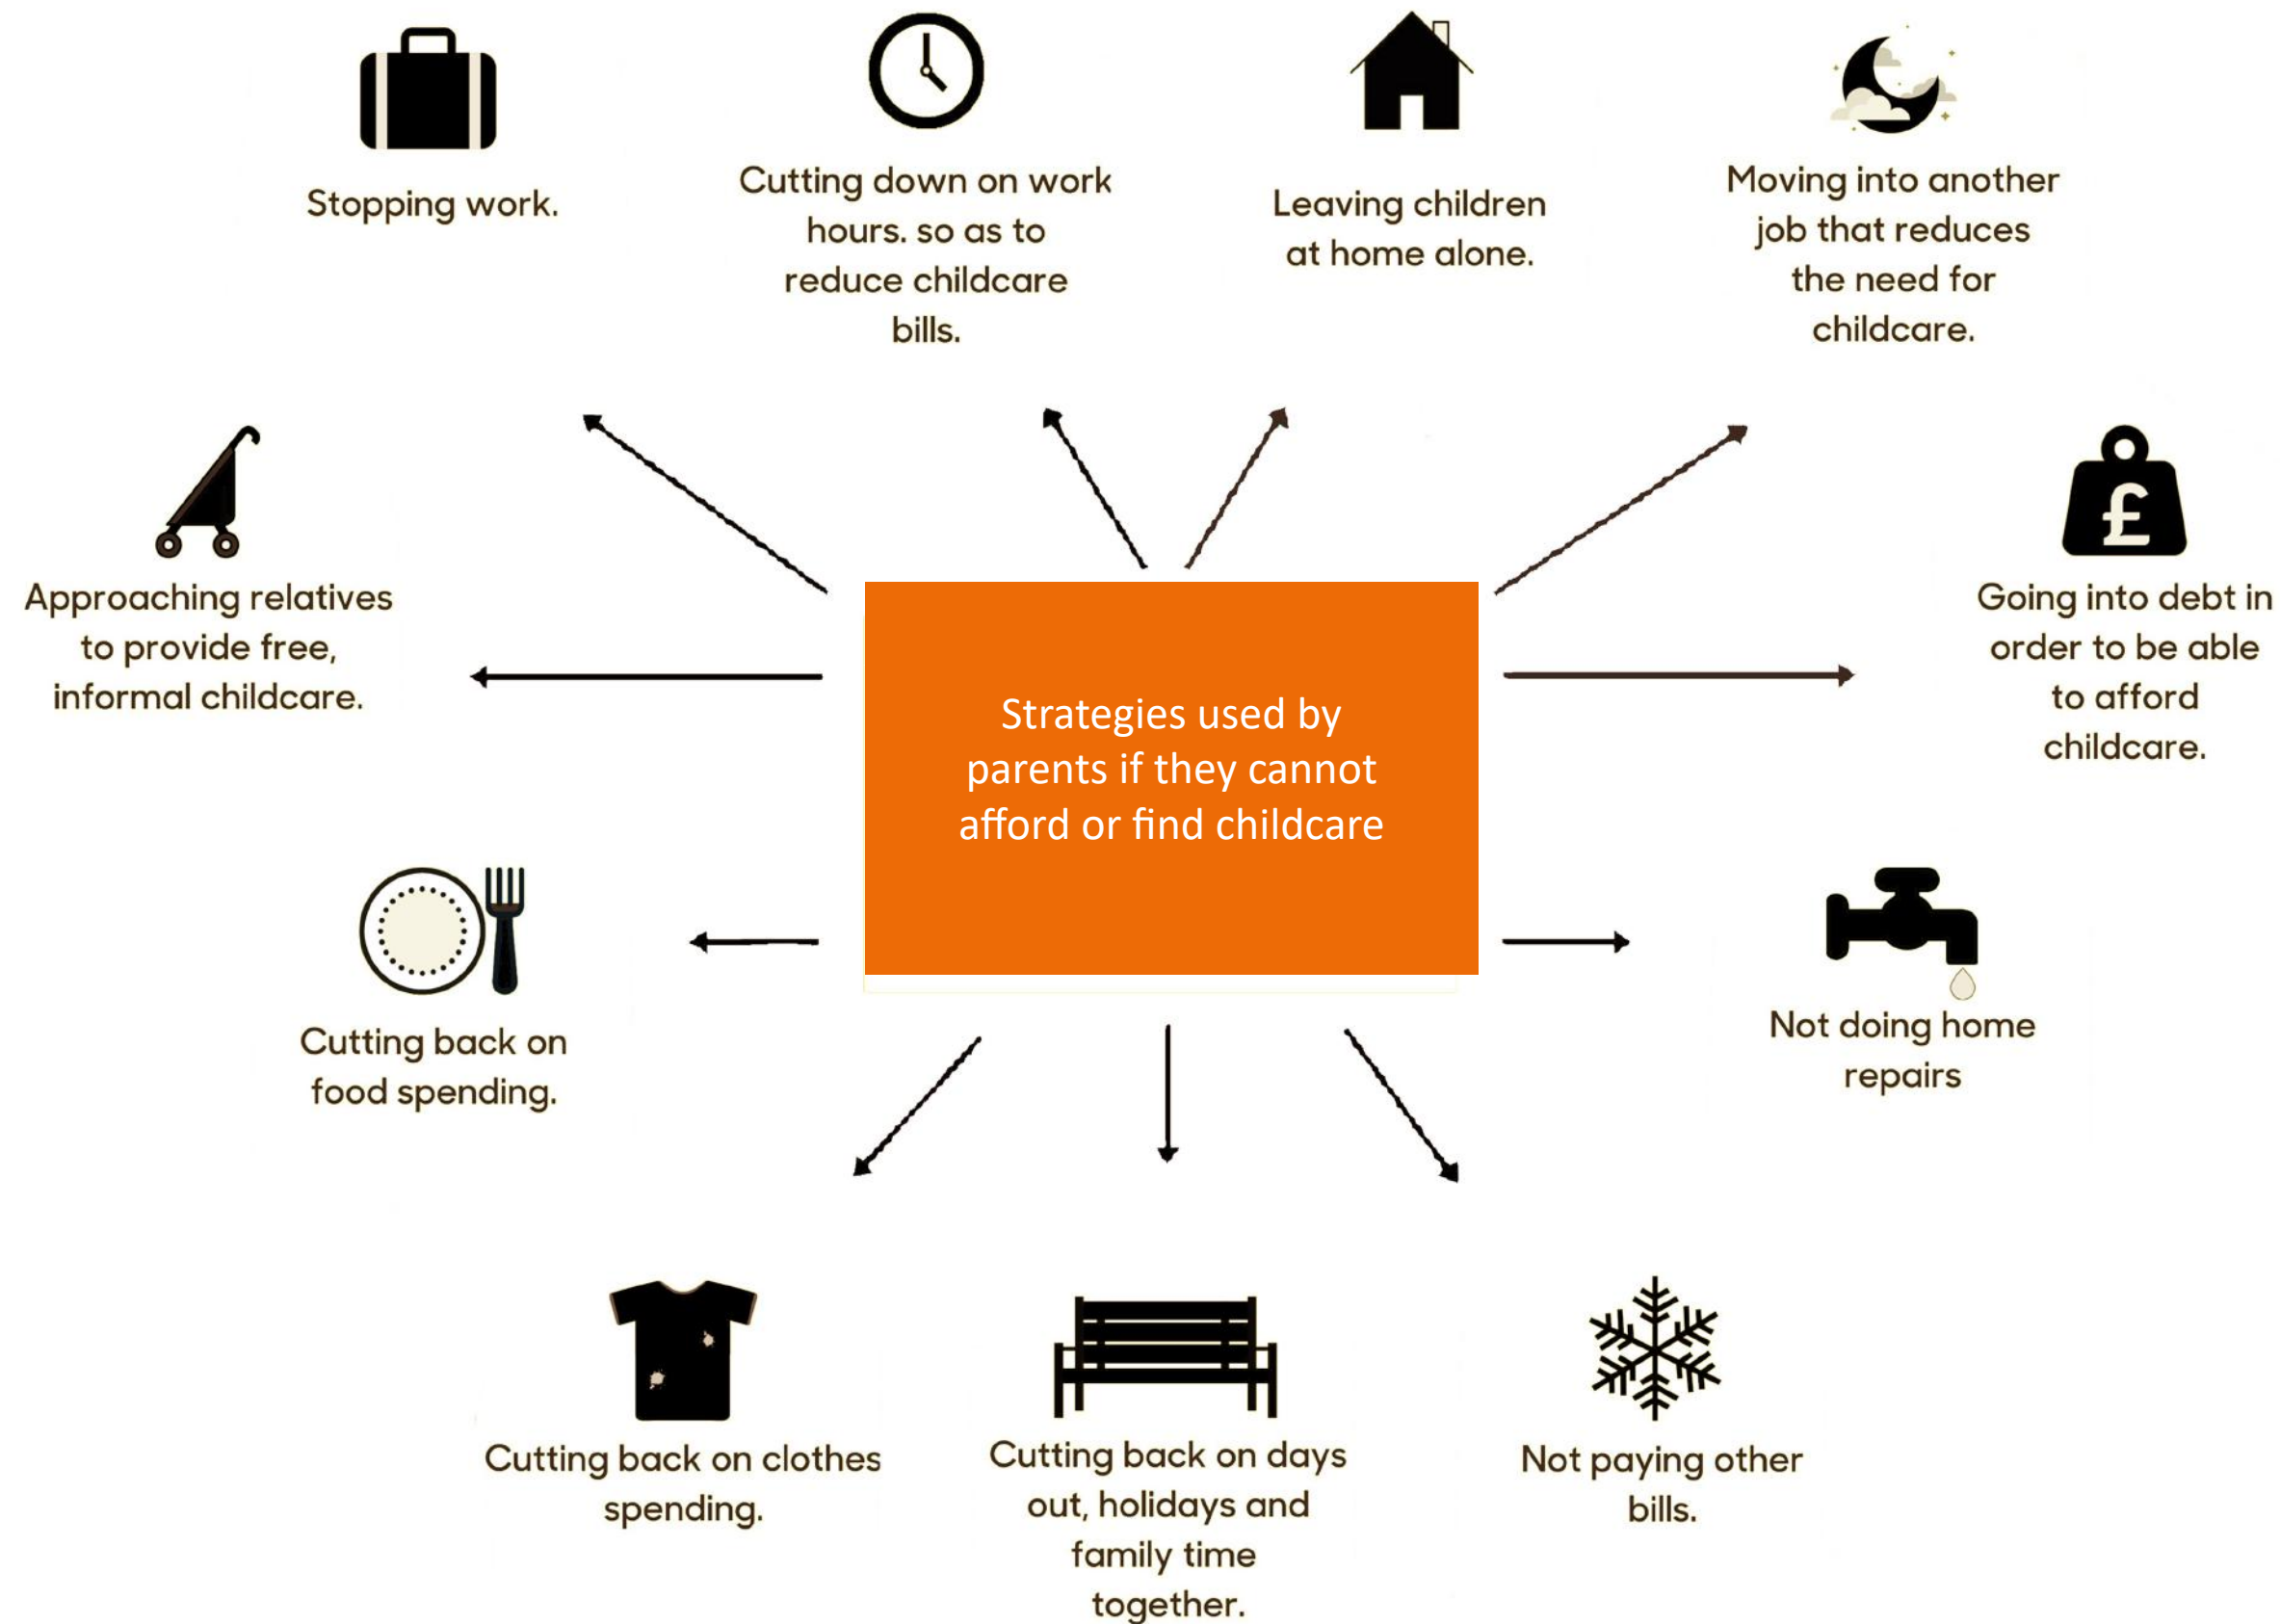 Stopping work.
Cutting down on work
hours. so as to
reduce childcare
bills.
Leaving children
at home alone.
Moving into another
job that reduces
the need for
childcare.
Approaching relatives
to provide free,
informal childcare.
£
Going into debt in
order to be able
to afford
childcare.
Strategies used by
parents if they cannot
afford or find childcare
Cutting back on
food spending.
Not doing home
repairs
Cutting back on clothes
spending.
Cutting back on days
out, holidays and
family time
together.
Not paying other
bills.